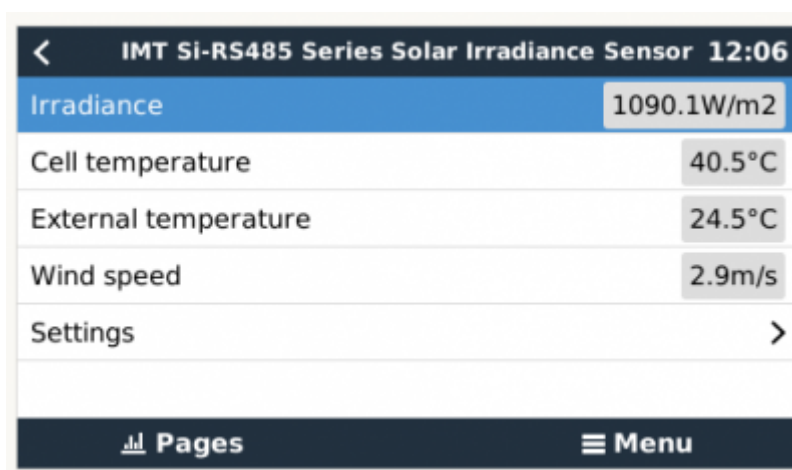 IMT Si-RS485 Series Solar Irradiance Sensor 12:06
Irradiance 1090.1W/m2
Cell temperature 40.5°C
External temperature 24.5°C
Wind speed 2.9m/s
Settings
Pages Menu